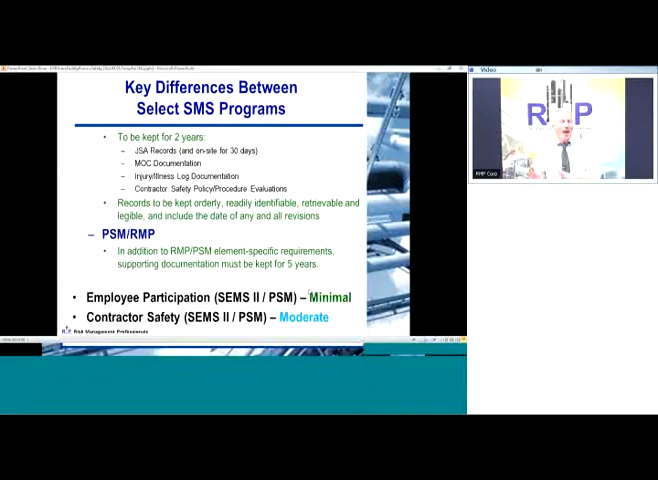 Video
Key Differences Between
Select SMS Programs
• To be kept for 2 years:
– JSA Records (and on-site for 30 days)
– MOC Documentation
– Injury/Illness Log Documentation
– Contractor Safety Policy/Procedure Evaluations
• Records to be kept orderly, readily identifiable, retrievable and
legible, and include the date of any and all revisions
– PSM/RMP
• In addition to RMP/PSM element-specific requirements,
supporting documentation must be kept for 5 years.
• Employee Participation (SEMS II / PSM) – Minimal
• Contractor Safety (SEMS II / PSM) – Moderate
Risk Management Professionals
R P
RMP Corp